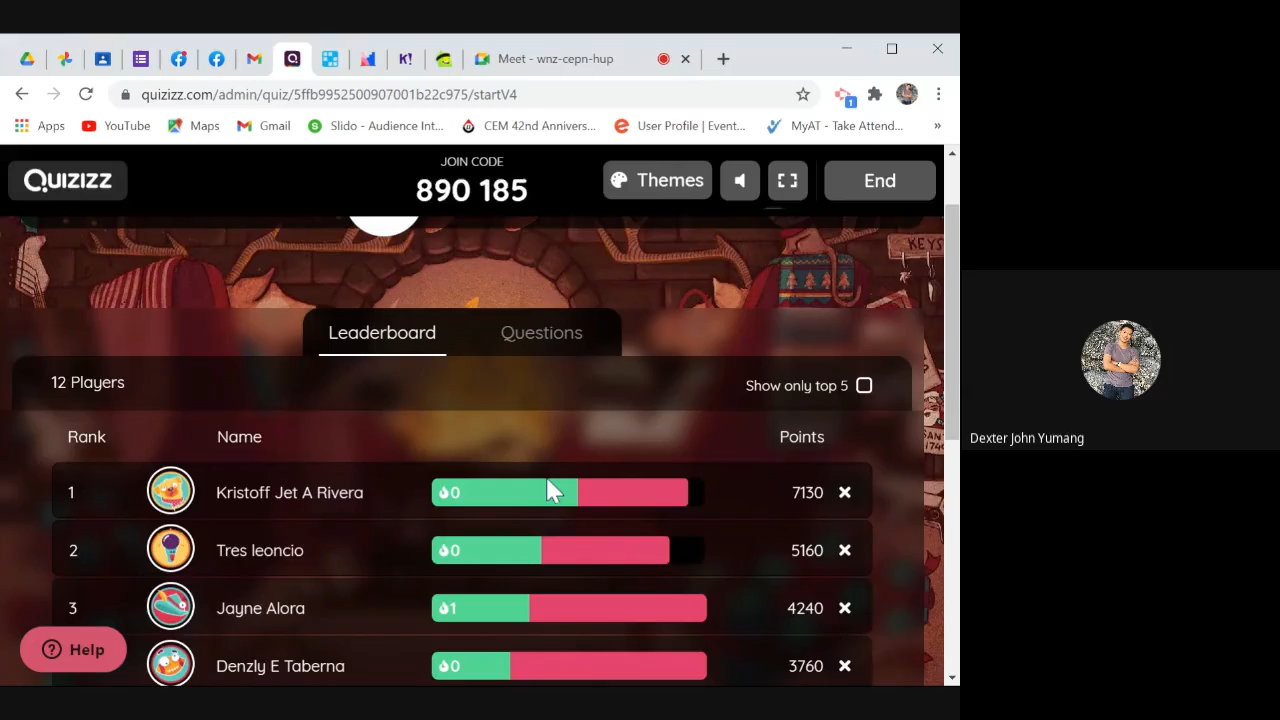 Meet - wnz-cepn-hup
quizizz.com/admin/quiz/5ffb9952500907001b22c975/startV4
Apps YouTube Maps Gmail Slido - Audience Int... CEM 42nd Annivers... User Profile | Event... MyAT - Take Attend... »
Quizizz
JOIN CODE
890 185
Themes
End
KEYS
Leaderboard Questions
12 Players
Show only top 5
Rank Name Points
1 Kristoff Jet A Rivera 0 7130
2 Tres leoncio 0 5160
3 Jayne Alora 1 4240
Denzly E Taberna 0 3760
Help
Dexter John Yumang